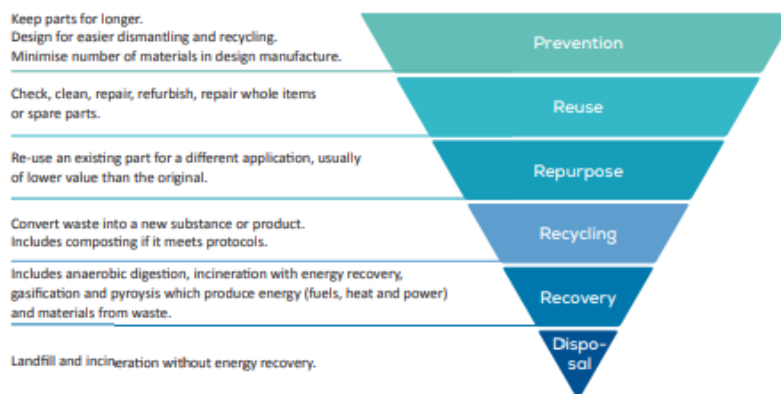 Keep parts for longer.
Design for easier dismantling and recycling.
Minimise number of materials in design manufacture.
Prevention
Check, clean, repair, refurbish, repair whole items
or spare parts.
Reuse
Re-use an existing part for a different application, usually
of lower value than the original.
Repurpose
Convert waste into a new substance or product.
Includes composting if it meets protocols.
Recycling
Includes anaerobic digestion, incineration with energy recovery,
gasification and pyroysis which produce energy (fuels, heat and power)
and materials from waste.
Recovery
Landfill and incineration without energy recovery.
Dispo-
sal